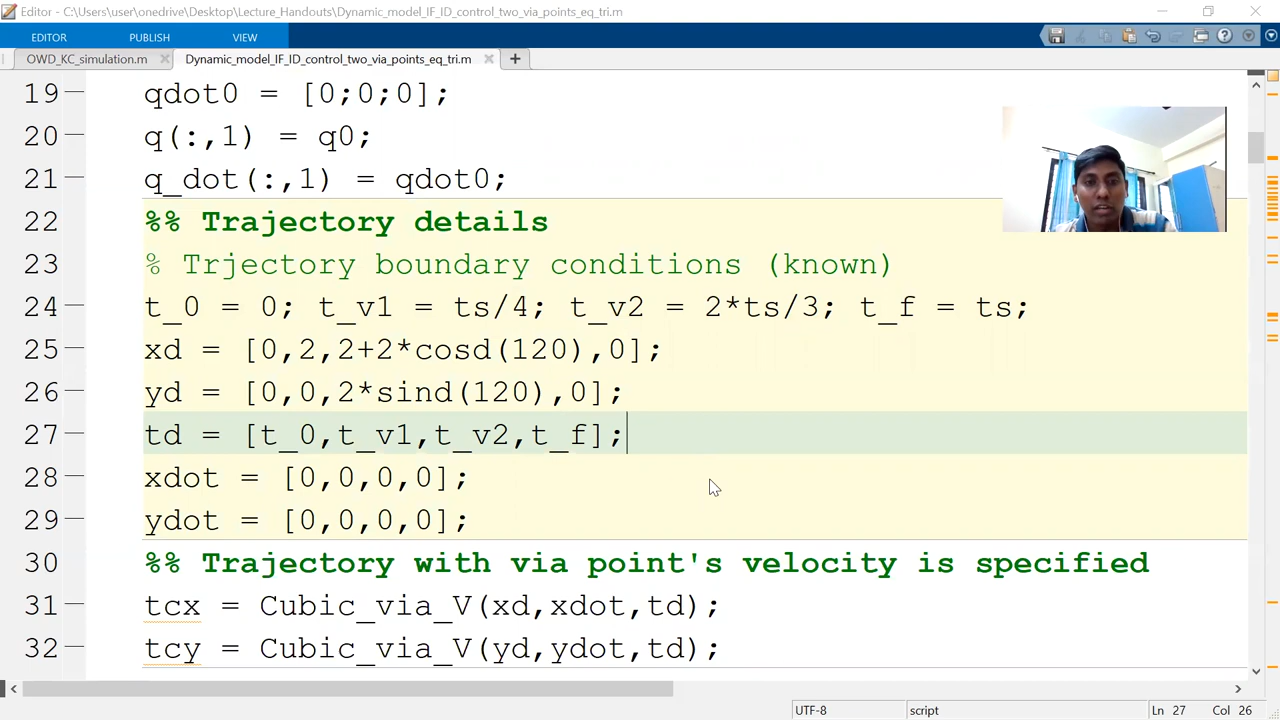 Editor - C:\Users\user\onedrive\Desktop\Lecture_Handouts\Dynamic_model_IF_ID_control_two_via_points_eq_tri.m
EDITOR PUBLISH VIEW
OWD_KC_simulation.m Dynamic_model_IF_ID_control_two_via_points_eq_tri.m
19 qdot0 = [0;0;0];
20 q(:,1) = q0;
21 q_dot(:,1) = qdot0;
22 %% Trajectory details
23 % Trjectory boundary conditions (known)
24 t_0 = 0; t_v1 = ts/4; t_v2 = 2*ts/3; t_f = ts;
25 xd = [0,2,2+2*cosd(120),0];
26 yd = [0,0,2*sind(120),0];
27 td = [t_0,t_v1,t_v2,t_f];
28 xdot = [0,0,0,0];
29 ydot = [0,0,0,0];
30 %% Trajectory with via point's velocity is specified
31 tcx = Cubic_via_V(xd,xdot,td);
32 tcy = Cubic_via_V(yd,ydot,td);
UTF-8 script Ln 27 Col 26